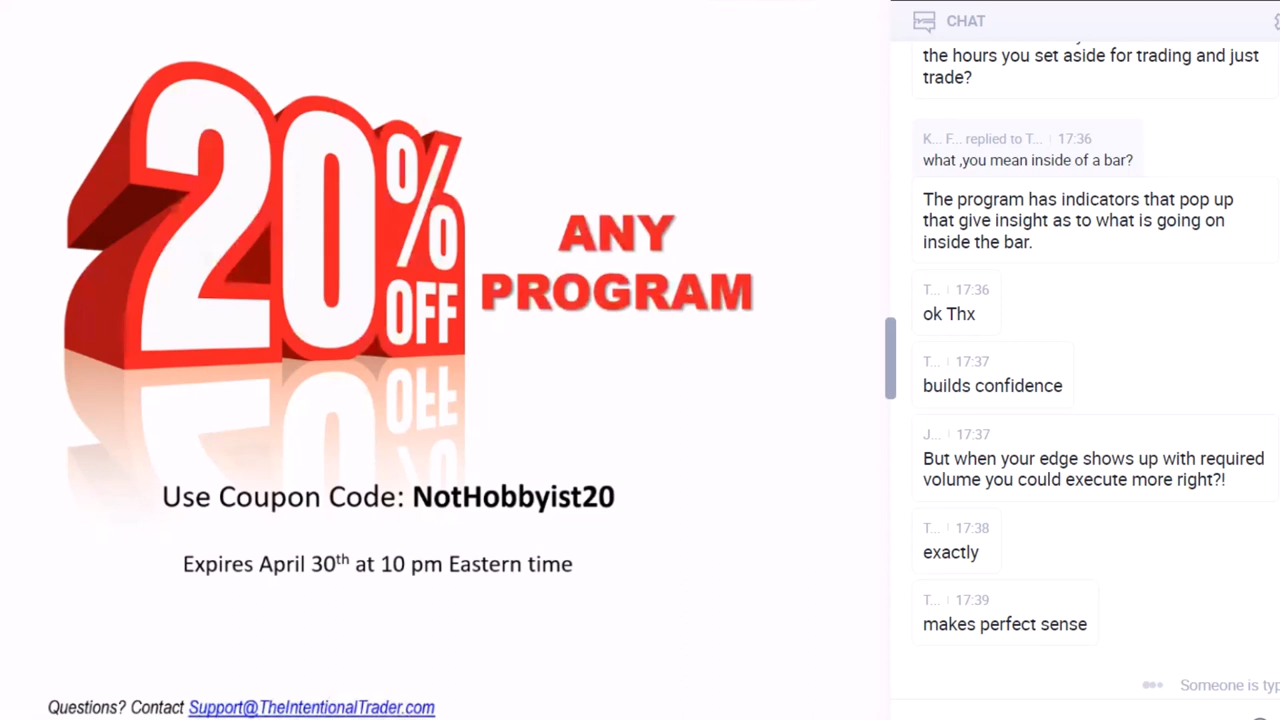 20%
OFF
ANY
PROGRAM
Use Coupon Code: NotHobbyist20
Expires April 30th at 10 pm Eastern time
Questions? Contact Support@TheIntentionalTrader.com
CHAT
the hours you set aside for trading and just
trade?
K... F... replied to T... 17:36
what ,you mean inside of a bar?
The program has indicators that pop up
that give insight as to what is going on
inside the bar.
T... 17:36
ok Thx
T... 17:37
builds confidence
J... 17:37
But when your edge shows up with required
volume you could execute more right?!
T... 17:38
exactly
T... 17:39
makes perfect sense
Someone is typ